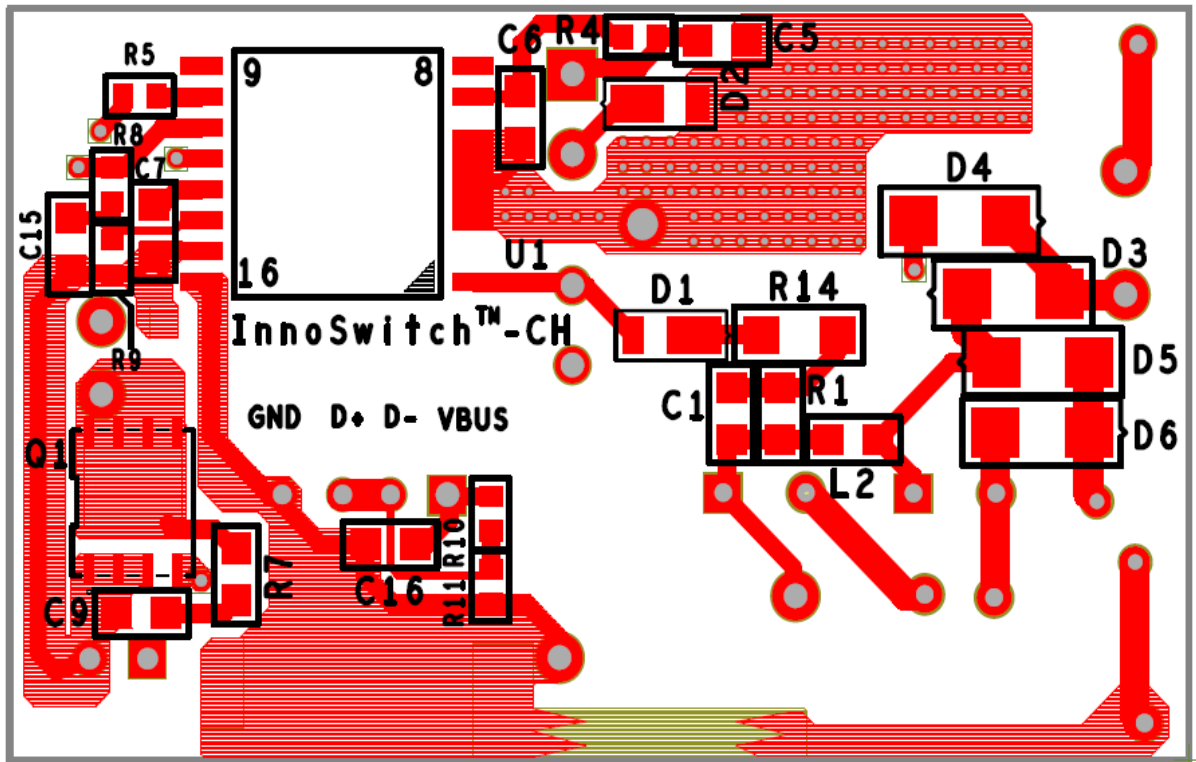 C6 R4 C5
R5
9 8
D2
R8
C7
D4
C15
U1
D3
16
D1 R14
InnoSwitch™-CH
R9
D5
R1
C1
GND D+ D- VBUS
D6
Q1
L2
R10
R7
C16
R11
C9